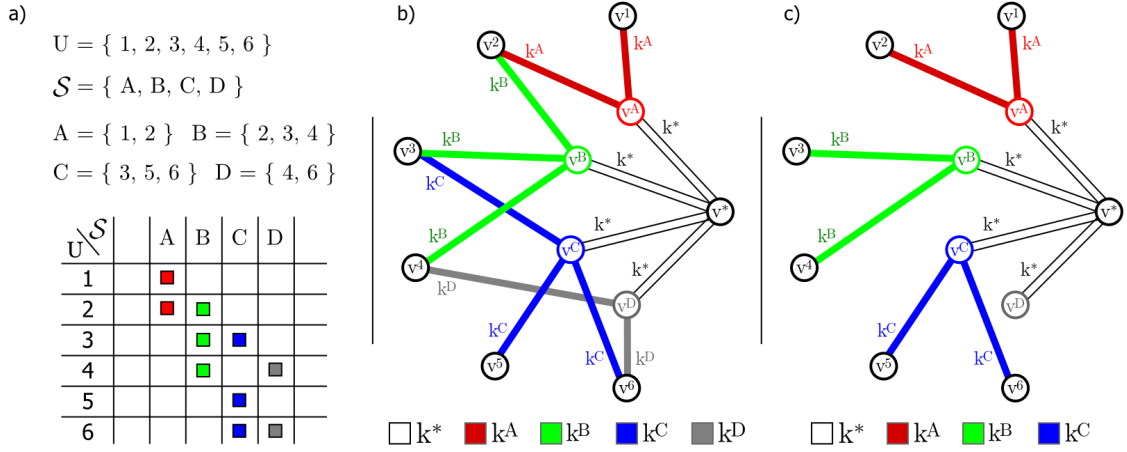 a)
U = { 1, 2, 3, 4, 5, 6 }
𝒮 = { A, B, C, D }
A = { 1, 2 } B = { 2, 3, 4 }
C = { 3, 5, 6 } D = { 4, 6 }
U/𝒮 A B C D
1
2
3
4
5
6
b)
v¹
v²
kᴬ
kᴬ
kᴮ
vᴬ
k*
v³
kᴮ
vᴮ
k*
kC
v*
kᴮ
k*
vC
v⁴
k*
kᴰ
vᴰ
kC
v⁵
kC
kᴰ
v⁶
k* kᴬ kᴮ kC kᴰ
c)
v¹
v²
kᴬ
kᴬ
vᴬ
k*
v³
kᴮ
vᴮ
k*
v*
kᴮ
k*
vC
v⁴
k*
vᴰ
kC
v⁵
kC
v⁶
k* kᴬ kᴮ kC